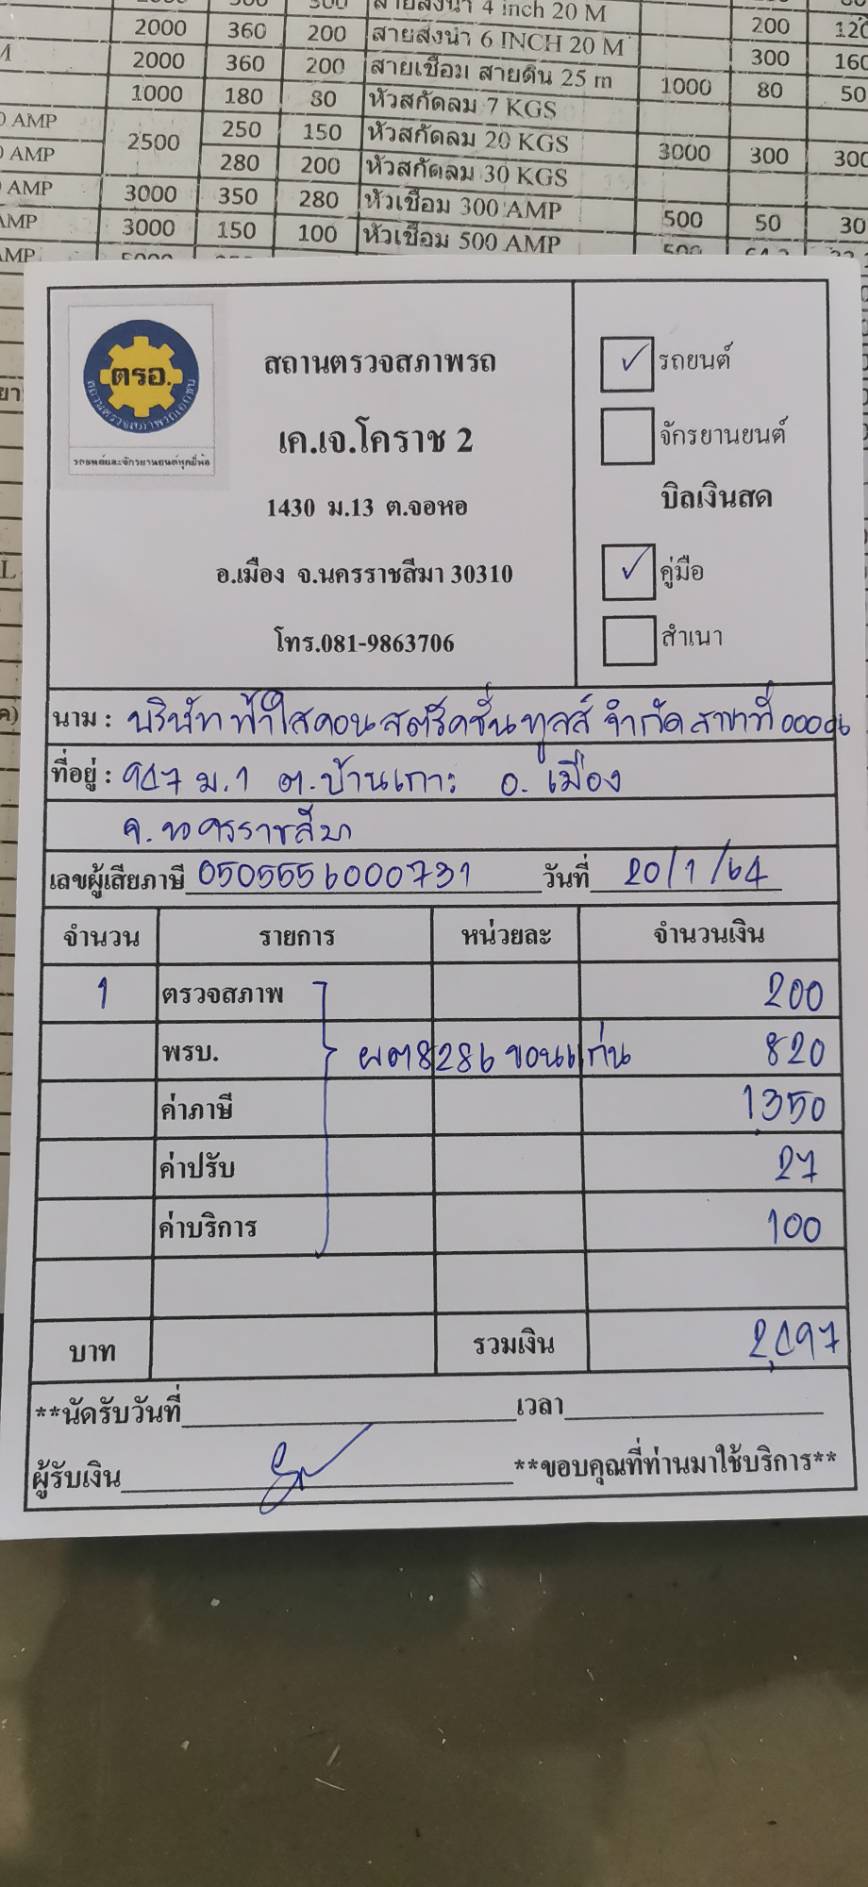 300 สายส่งน้ำ 4 inch 20 M 200
2000 360 200 สายส่งน้ำ 6 INCH 20 M 300 160
2000 360 200 สายเชื่อม สายดิน 25 m 1000 80 50
1000 180 80 หัวสกัดลม 7 KGS
AMP 2500 250 150 หัวสกัดลม 20 KGS 3000 300 300
AMP 280 200 หัวสกัดลม 30 KGS
AMP 3000 350 280 หัวเชื่อม 300 AMP 500 50 30
AMP 3000 150 100 หัวเชื่อม 500 AMP
AMP
ตรอ.
สถานตรวจสภาพรถเอกชน
รถยนต์และจักรยานยนต์ทุกยี่ห้อ
สถานตรวจสภาพรถ
เค.เจ.โคราช 2
1430 ม.13 ต.จอหอ
อ.เมือง จ.นครราชสีมา 30310
โทร.081-9863706
✓ รถยนต์
จักรยานยนต์
บิลเงินสด
✓ คู่มือ
สำเนา
นาม : บริษัท ฟ้าใสคอนสตรัคชั่นทูลส์ จำกัด สาขาที่ 00006
ที่อยู่ : 947 ม.1 ต.บ้านเกาะ อ.เมือง
จ.นครราชสีมา
เลขผู้เสียภาษี 0505556000731 วันที่ 20/1/64
จำนวน รายการ หน่วยละ จำนวนเงิน
1 ตรวจสภาพ 200
พรบ. ผต8286 ขอนแก่น 820
ค่าภาษี 1350
ค่าปรับ 27
ค่าบริการ 100
บาท รวมเงิน 2,497
**นัดรับวันที่ เวลา
ผู้รับเงิน **ขอบคุณที่ท่านมาใช้บริการ**